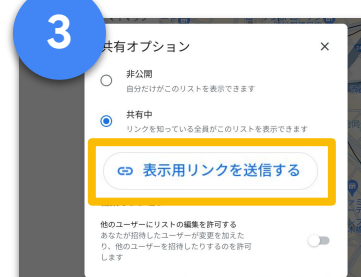 3
共有オプション
非公開
自分だけがこのリストを表示できます
共有中
リンクを知っている全員がこのリストを表示できます
表示用リンクを送信する
他のユーザーにリストの編集を許可する
あなたが招待したユーザーが変更を加えた
り、他のユーザーを招待したりするのを許可
します